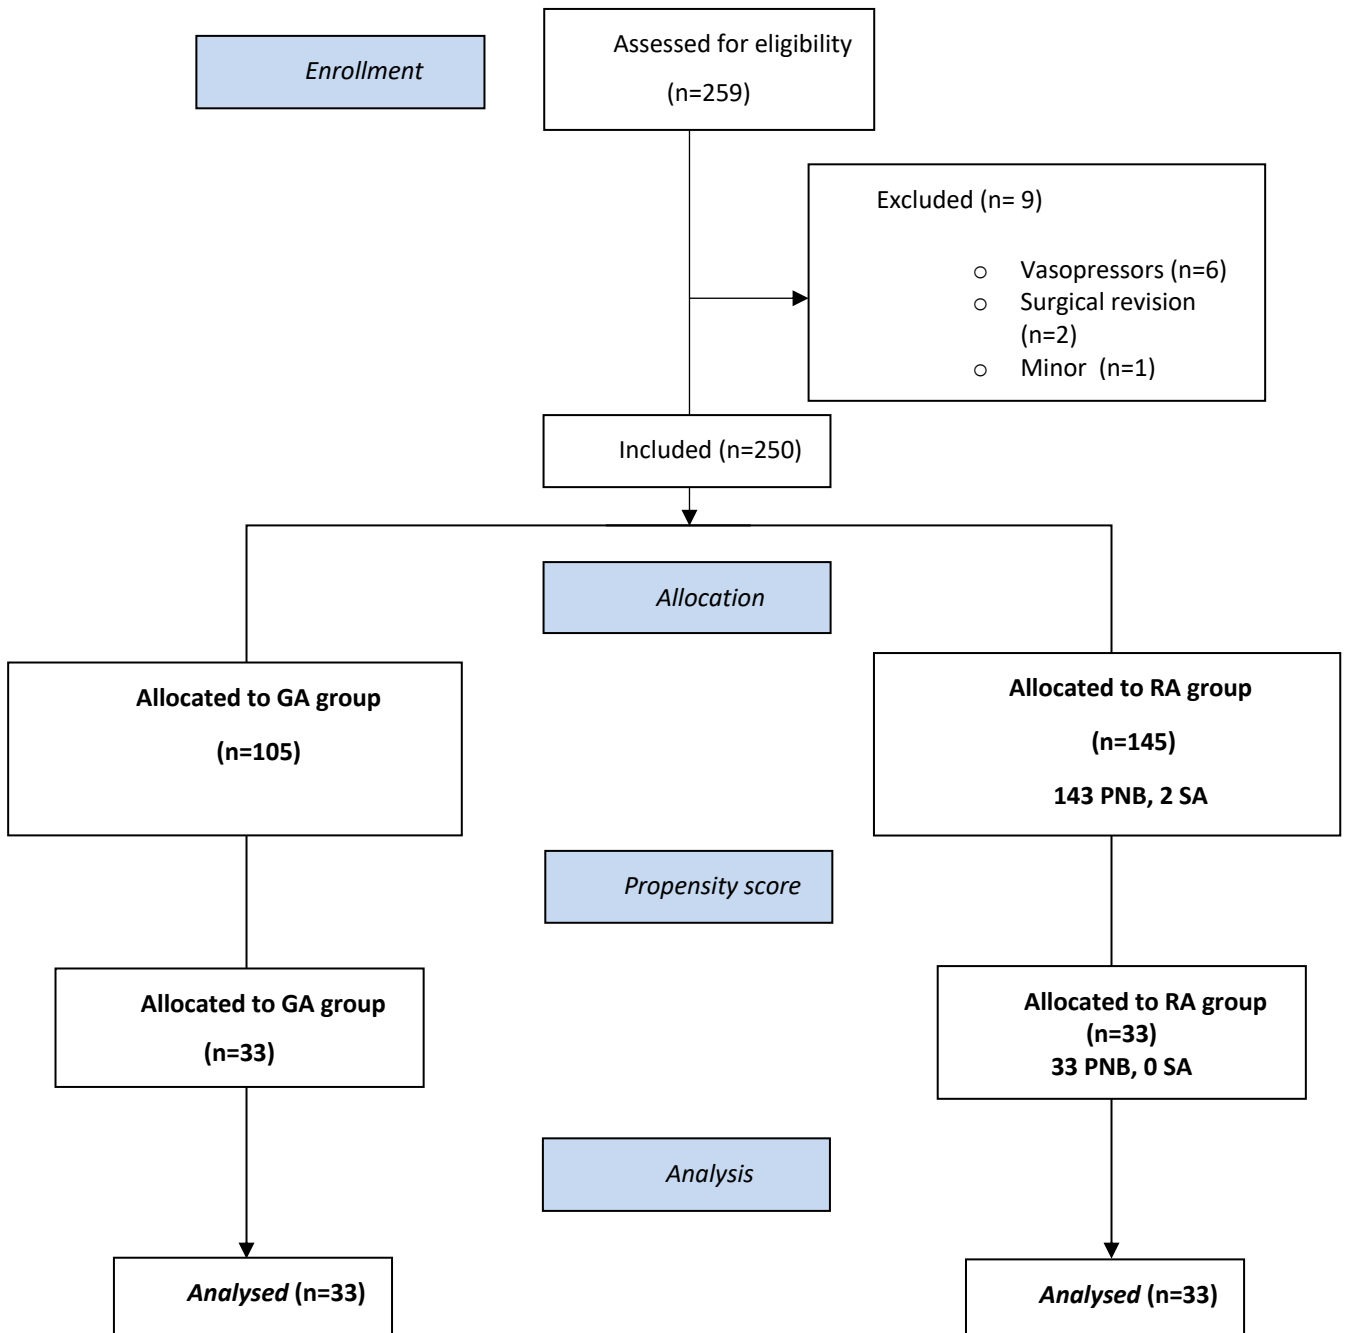 Enrollment
Assessed for eligibility
(n=259)
Excluded (n= 9)
o Vasopressors (n=6)
o Surgical revision
(n=2)
o Minor (n=1)
Included (n=250)
Allocation
Allocated to GA group
(n=105)
Allocated to RA group
(n=145)
143 PNB, 2 SA
Propensity score
Allocated to GA group
(n=33)
Allocated to RA group
(n=33)
33 PNB, 0 SA
Analysis
Analysed (n=33)
Analysed (n=33)